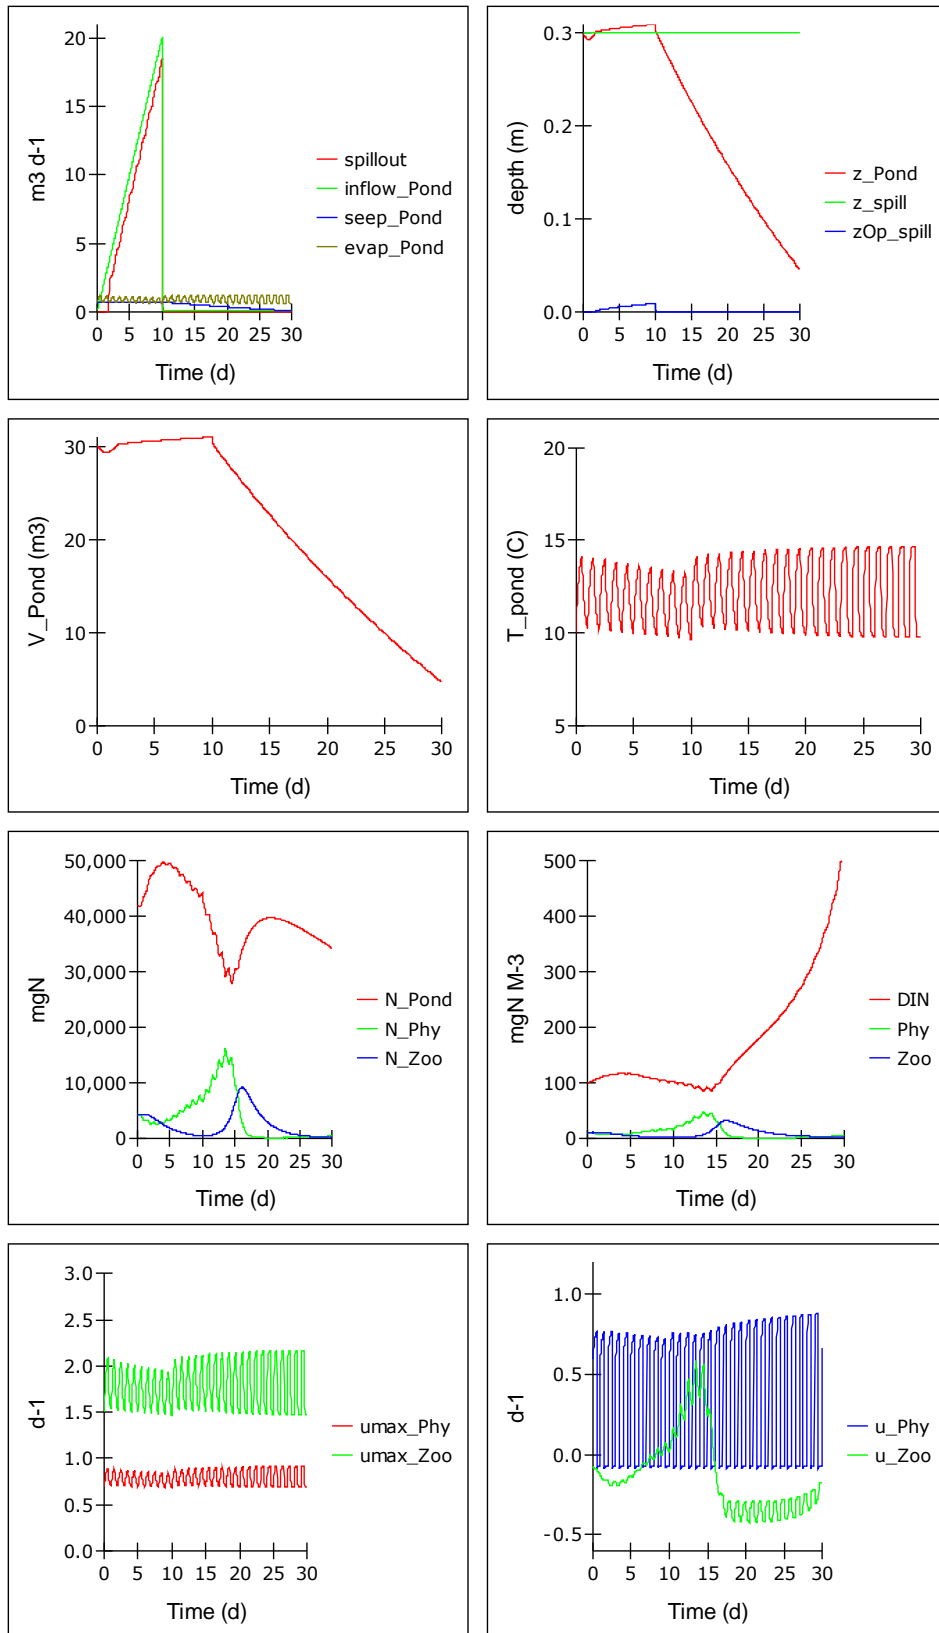 20
15
10
5
0
m3 d-1
0 5 10 15 20 25 30
Time (d)
spillout
inflow_Pond
seep_Pond
evap_Pond
0.3
0.2
0.1
0.0
depth (m)
0 5 10 15 20 25 30
Time (d)
z_Pond
z_spill
zOp_spill
30
20
10
0
V_Pond (m3)
0 5 10 15 20 25 30
Time (d)
20
15
10
5
T_pond (C)
0 5 10 15 20 25 30
Time (d)
50,000
40,000
30,000
20,000
10,000
0
mgN
0 5 10 15 20 25 30
Time (d)
N_Pond
N_Phy
N_Zoo
500
400
300
200
100
0
mgN M-3
0 5 10 15 20 25 30
Time (d)
DIN
Phy
Zoo
3.0
2.5
2.0
1.5
1.0
0.5
0.0
d-1
0 5 10 15 20 25 30
Time (d)
umax_Phy
umax_Zoo
1.0
0.5
0.0
-0.5
d-1
0 5 10 15 20 25 30
Time (d)
u_Phy
u_Zoo